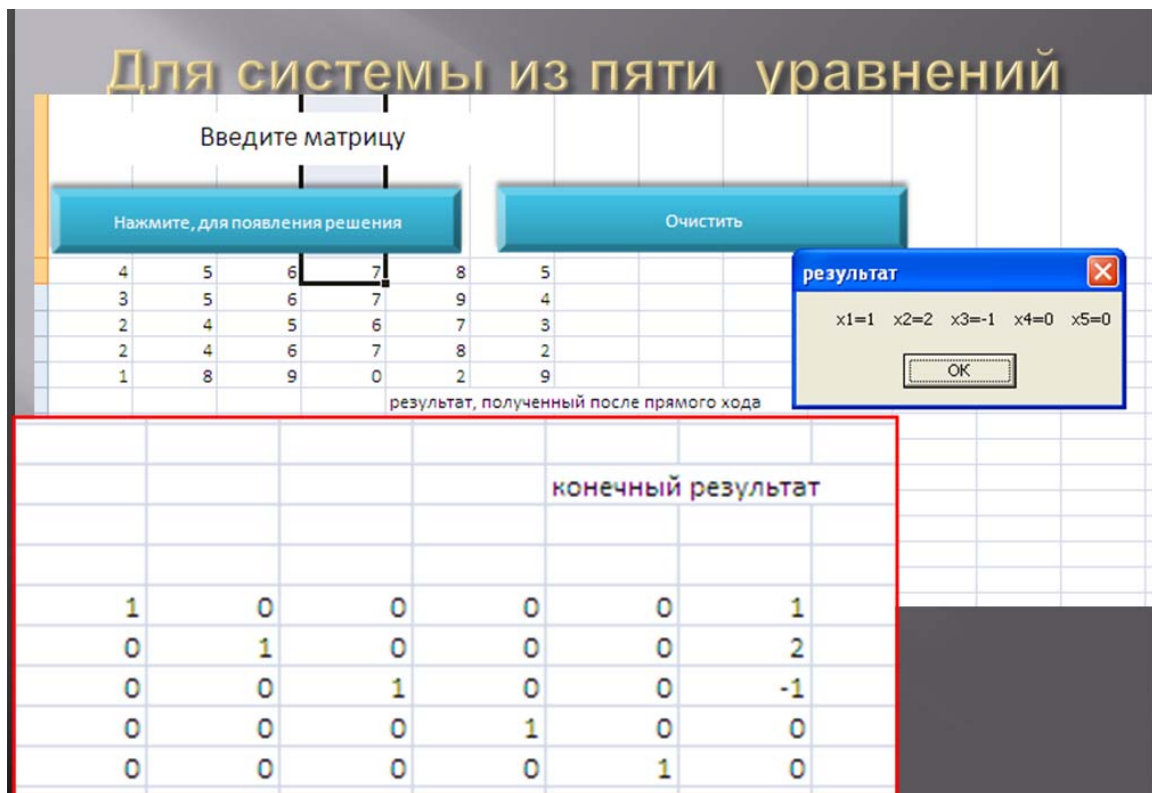 Для системы из пяти уравнений
Введите матрицу
Нажмите, для появления решения
Очистить
4 5 6 7 8 5
3 5 6 7 9 4
2 4 5 6 7 3
2 4 6 7 8 2
1 8 9 0 2 9
результат
x1=1 x2=2 x3=-1 x4=0 x5=0
OK
результат, полученный после прямого хода
конечный результат
1 0 0 0 0 1
0 1 0 0 0 2
0 0 1 0 0 -1
0 0 0 1 0 0
0 0 0 0 1 0